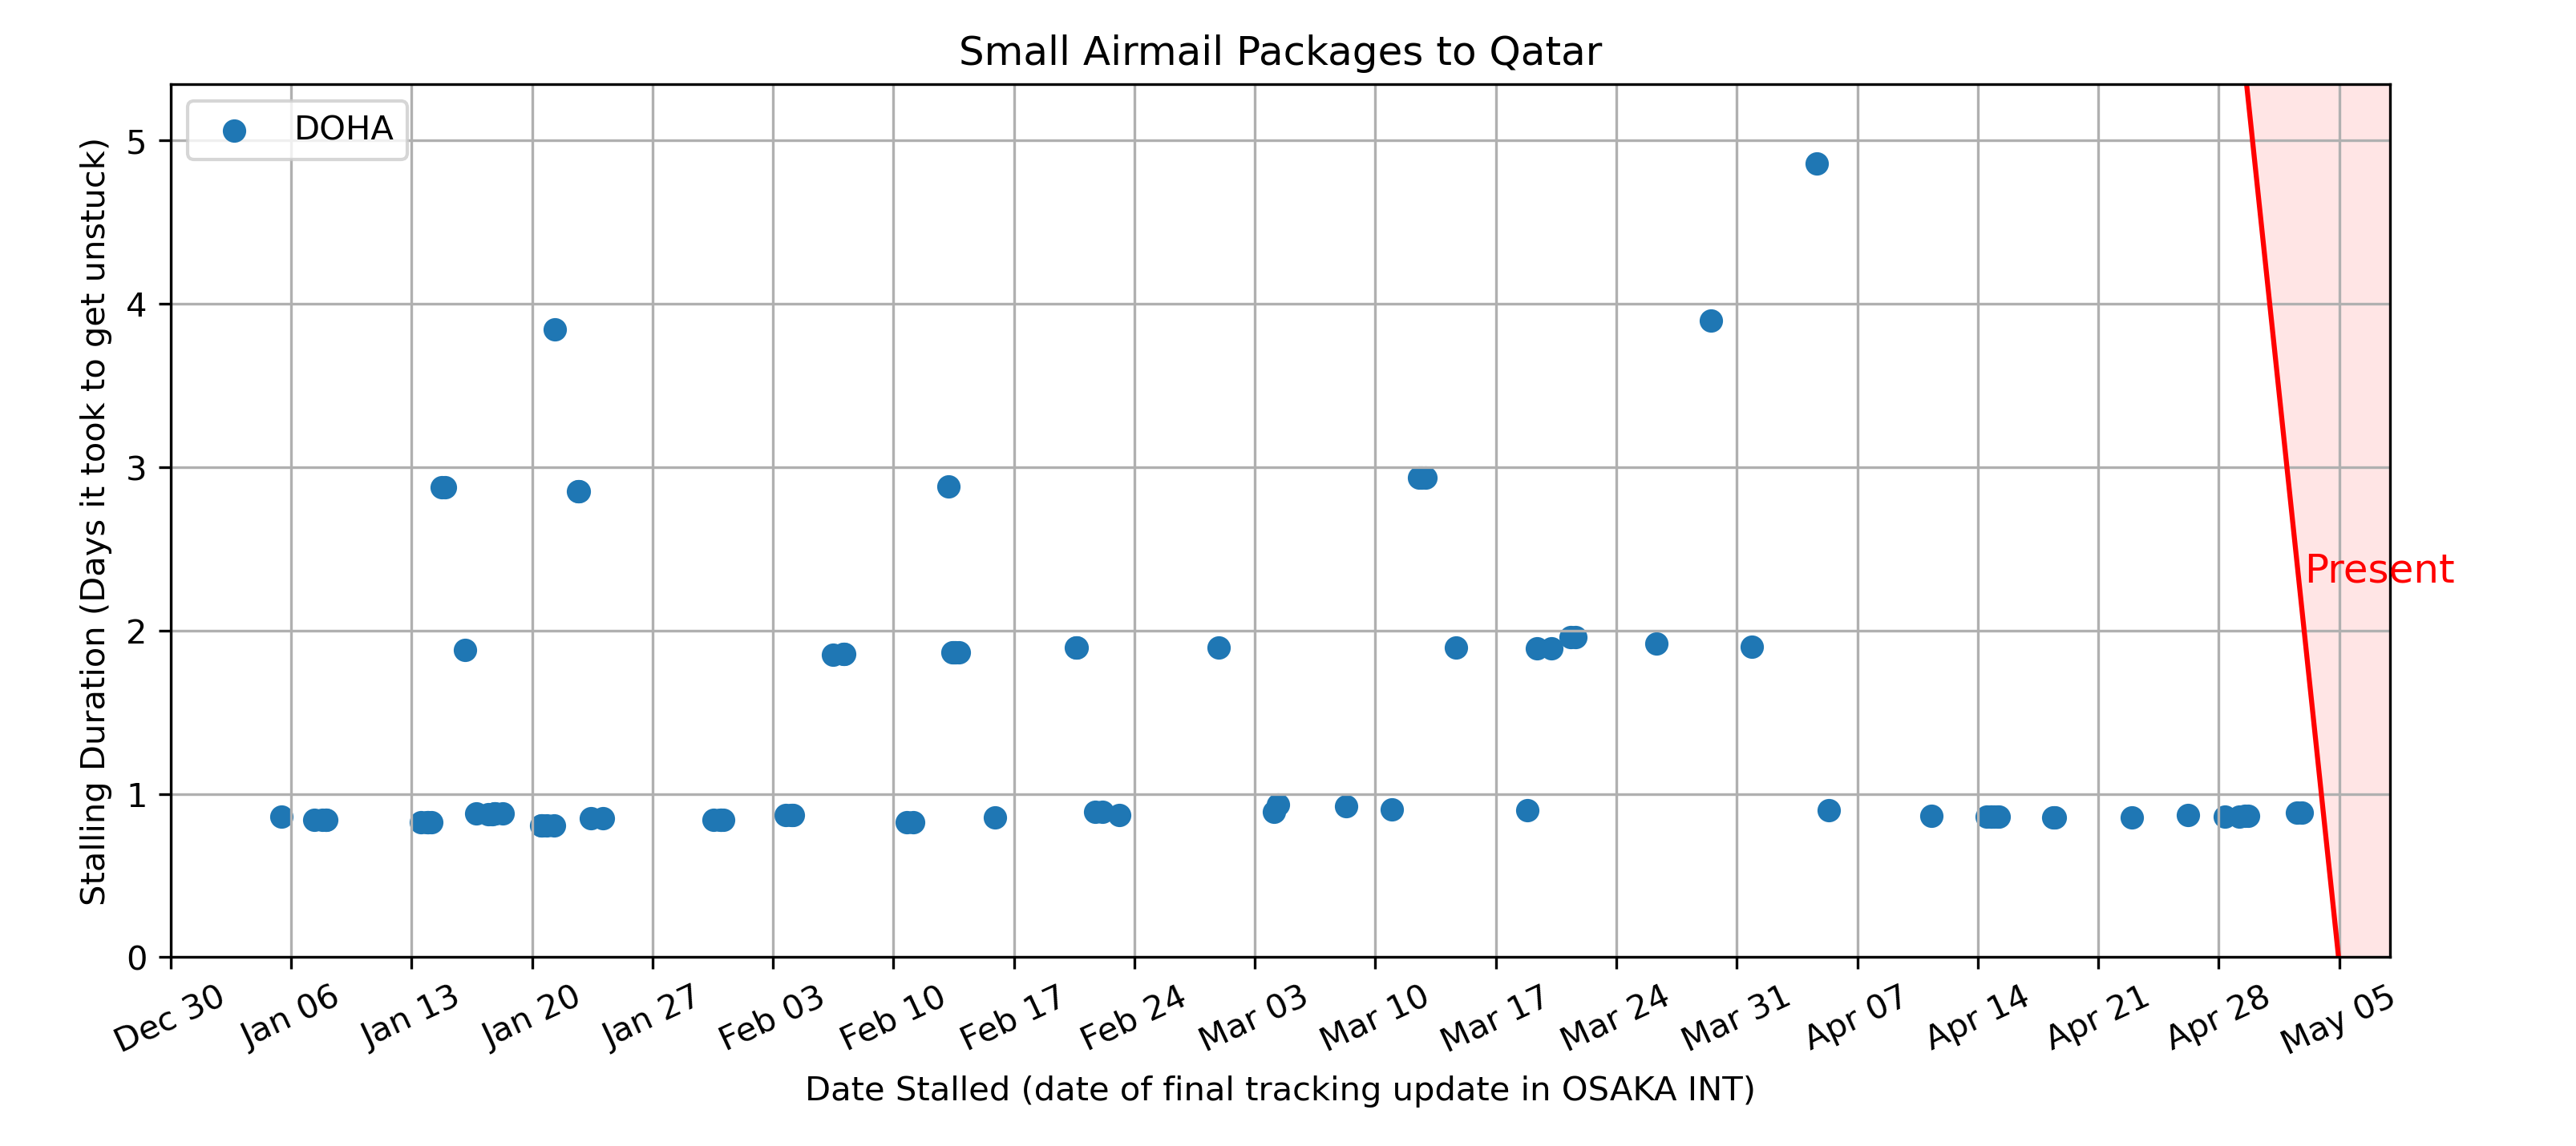 Small Airmail Packages to Qatar
DOHA
Stalling Duration (Days it took to get unstuck)
5
4
3
2
1
0
Present
Dec 30
Jan 06
Jan 13
Jan 20
Jan 27
Feb 03
Feb 10
Feb 17
Feb 24
Mar 03
Mar 10
Mar 17
Mar 24
Mar 31
Apr 07
Apr 14
Apr 21
Apr 28
May 05
Date Stalled (date of final tracking update in OSAKA INT)